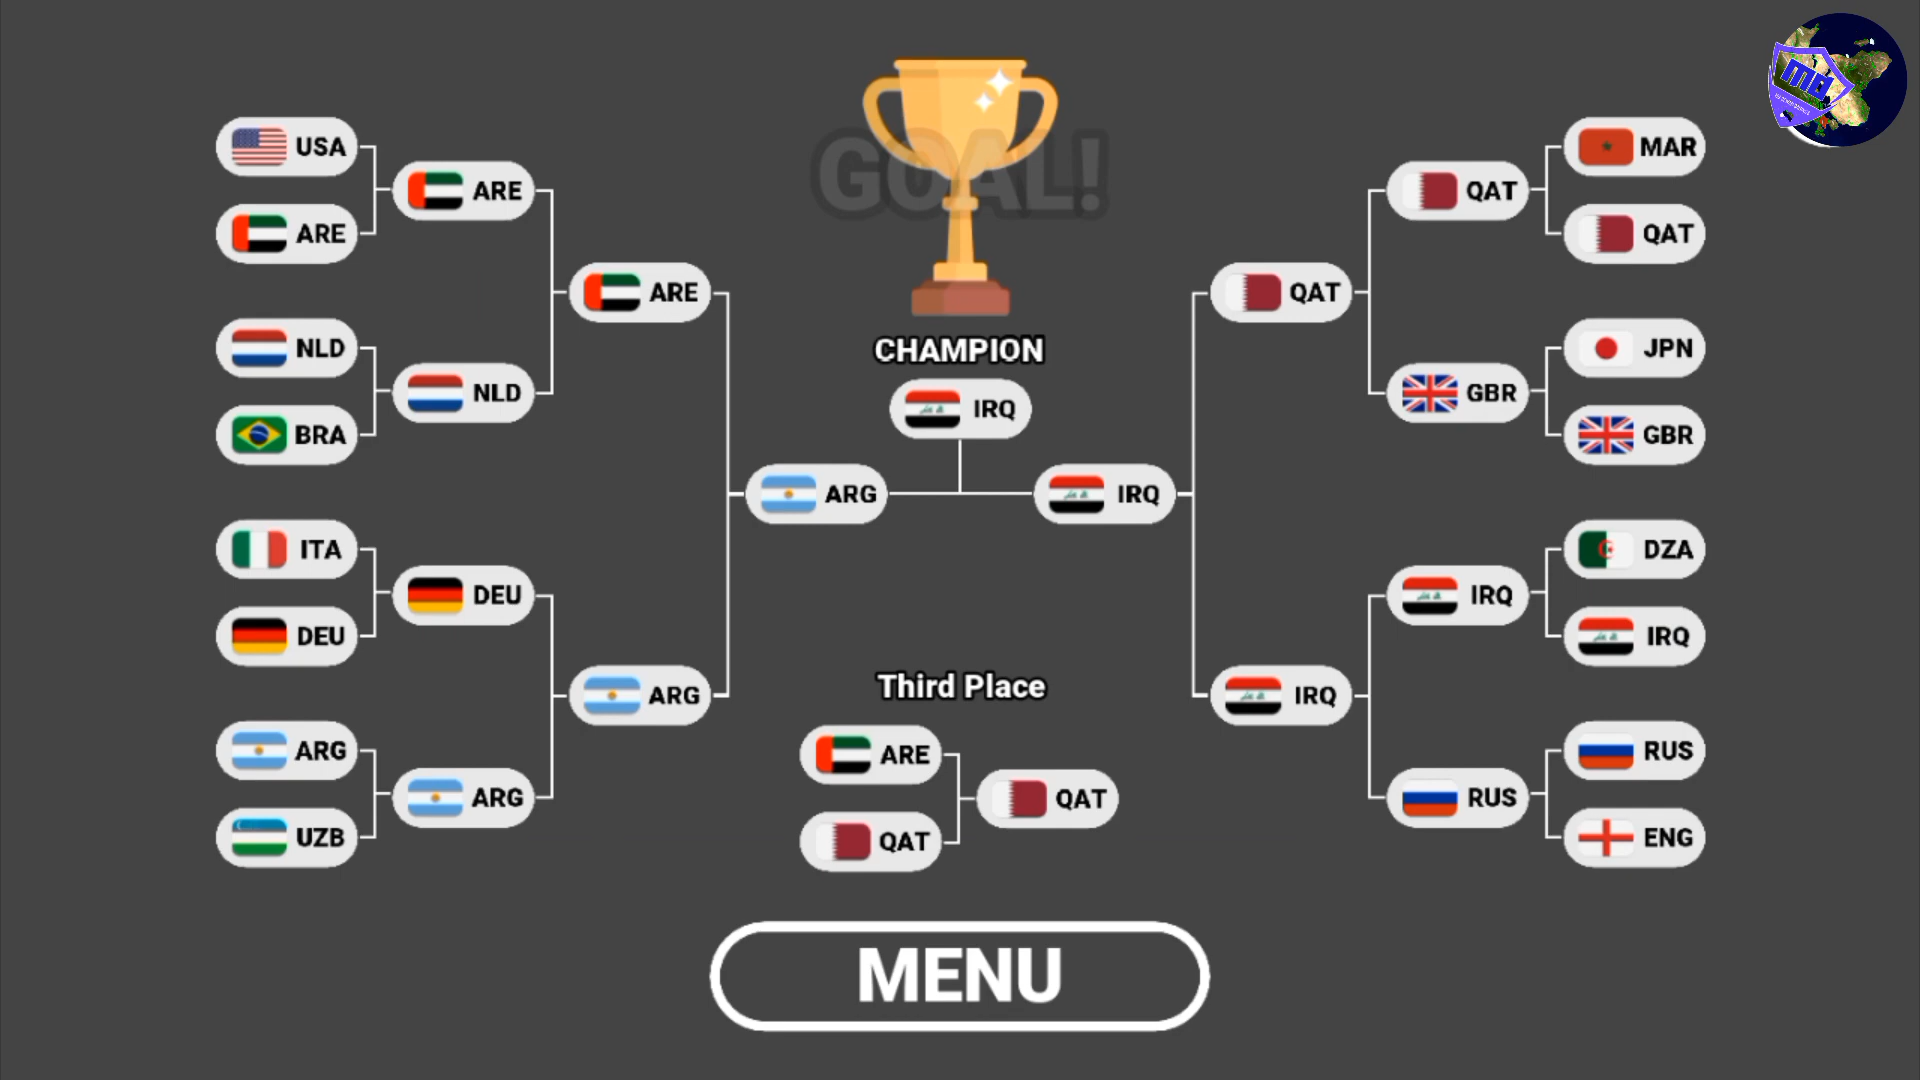 GOAL!
CHAMPION
IRQ
USA
ARE
ARE
NLD
BRA
NLD
ARE
ITA
DEU
DEU
ARG
UZB
ARG
ARG
ARG
IRQ
QAT
QAT
MAR
QAT
GBR
JPN
GBR
IRQ
IRQ
DZA
IRQ
RUS
RUS
ENG
Third Place
ARE
QAT
QAT
MENU